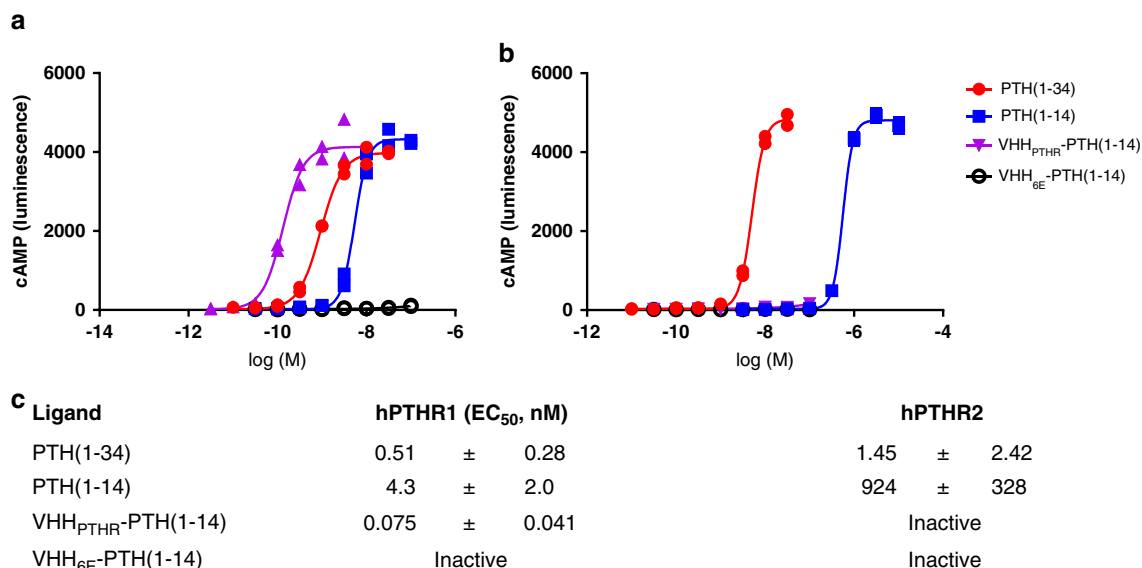 a
b
6000
4000
2000
0
cAMP (luminescence)
-14
-12
-10
-8
-6
log (M)
6000
4000
2000
0
cAMP (luminescence)
-12
-10
-8
-6
-4
log (M)
PTH(1-34)
PTH(1-14)
VHHPTHR-PTH(1-14)
VHH6E-PTH(1-14)
c Ligand hPTHR1 (EC50, nM) hPTHR2
PTH(1-34) 0.51 ± 0.28 1.45 ± 2.42
PTH(1-14) 4.3 ± 2.0 924 ± 328
VHHPTHR-PTH(1-14) 0.075 ± 0.041 Inactive
VHH6E-PTH(1-14) Inactive Inactive